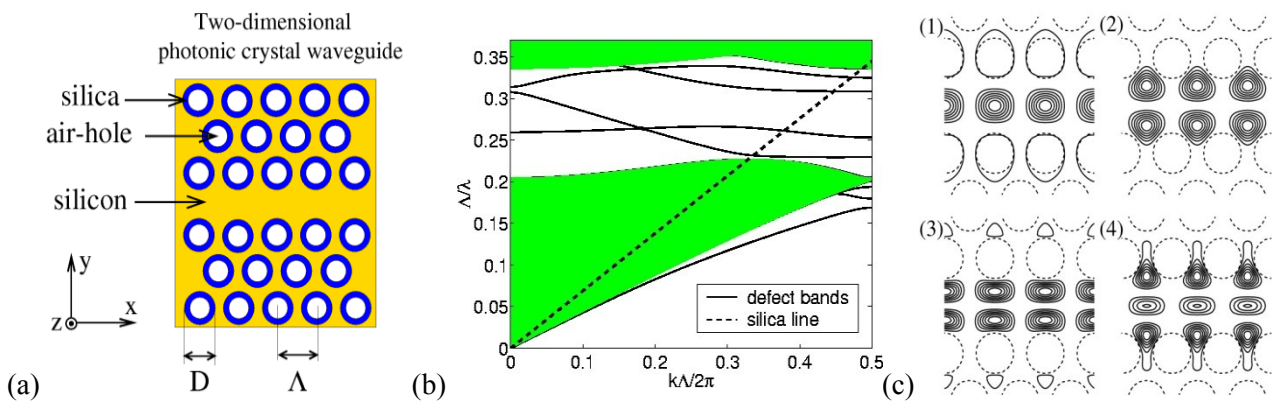 Two-dimensional
photonic crystal waveguide
silica
air-hole
silicon
y
z
x
D
Λ
(a)
0.35
0.3
0.25
0.2
0.15
0.1
0.05
0
Λ/λ
0
0.1
0.2
0.3
0.4
0.5
kΛ/2π
defect bands
silica line
(b)
(1)
(2)
(3)
(4)
(c)